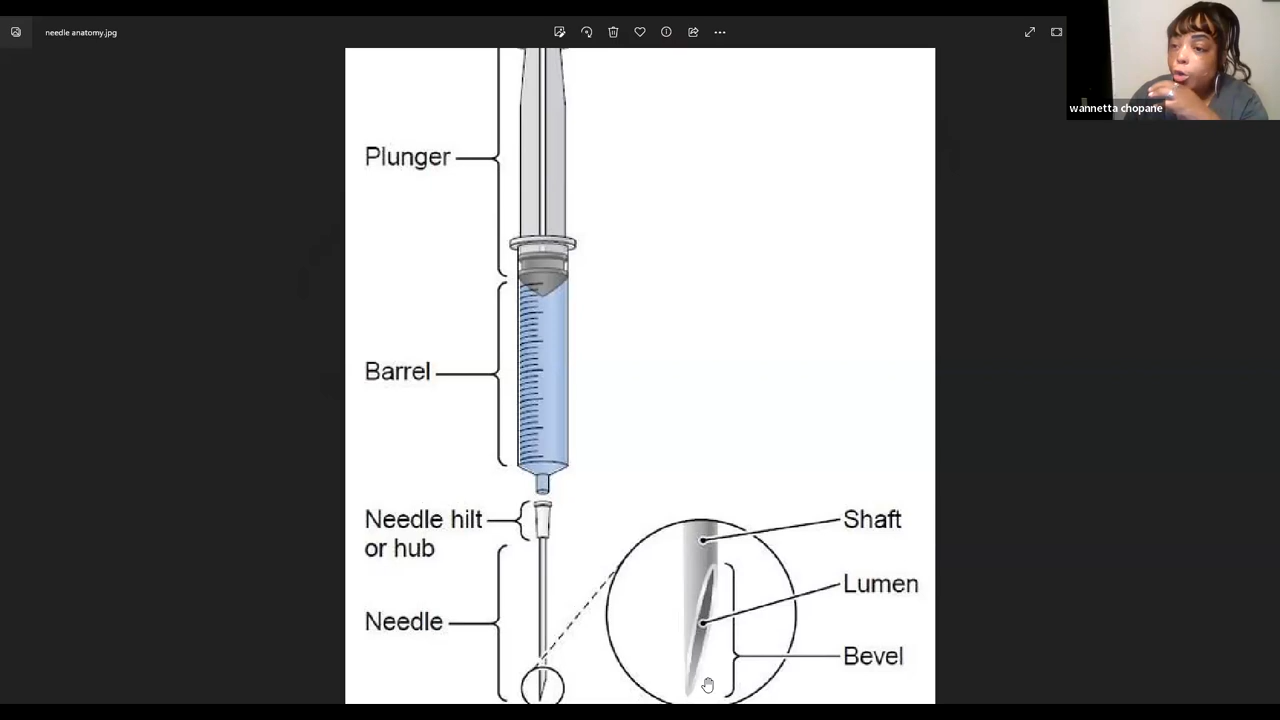 needle anatomy.jpg
wannetta chopane
Plunger
Barrel
Needle hilt
or hub
Needle
Shaft
Lumen
Bevel